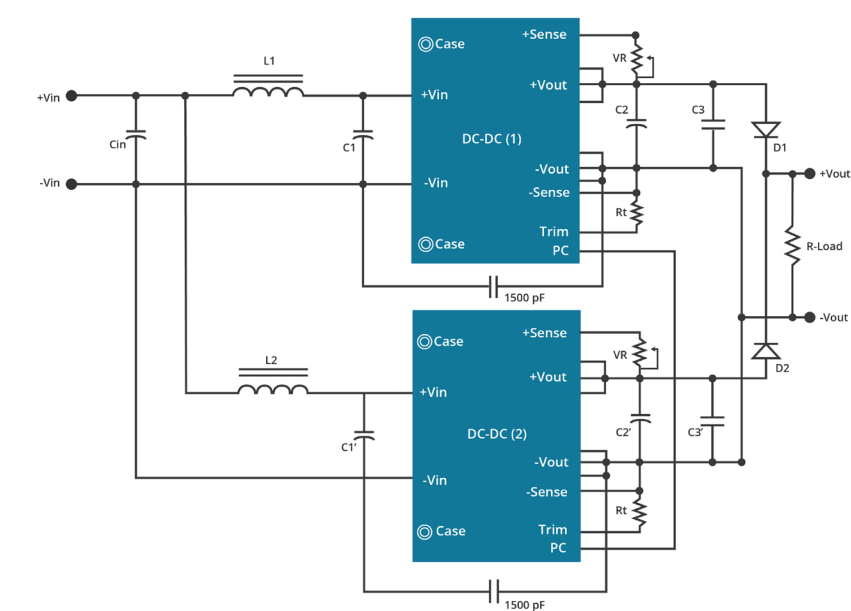 +Sense
Case
VR
L1
+Vout
+Vin
+Vin
C2
C3
Cin
C1
DC-DC (1)
D1
-Vout
+Vout
-Vin
-Vin
-Sense
Rt
Trim
Case
PC
R-Load
1500 pF
-Vout
+Sense
Case
VR
L2
+Vout
D2
+Vin
C1'
DC-DC (2)
C2'
C3'
-Vout
-Vin
-Sense
Rt
Trim
Case
PC
1500 pF